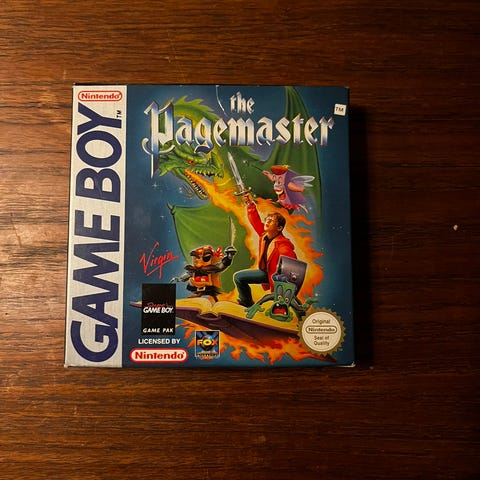 Nintendo
GAME BOY
TM
the
Pagemaster
TM
Virgin
GAME BOY
GAME PAK
LICENSED BY
Nintendo
FOX
Original
Nintendo
Seal of
Quality